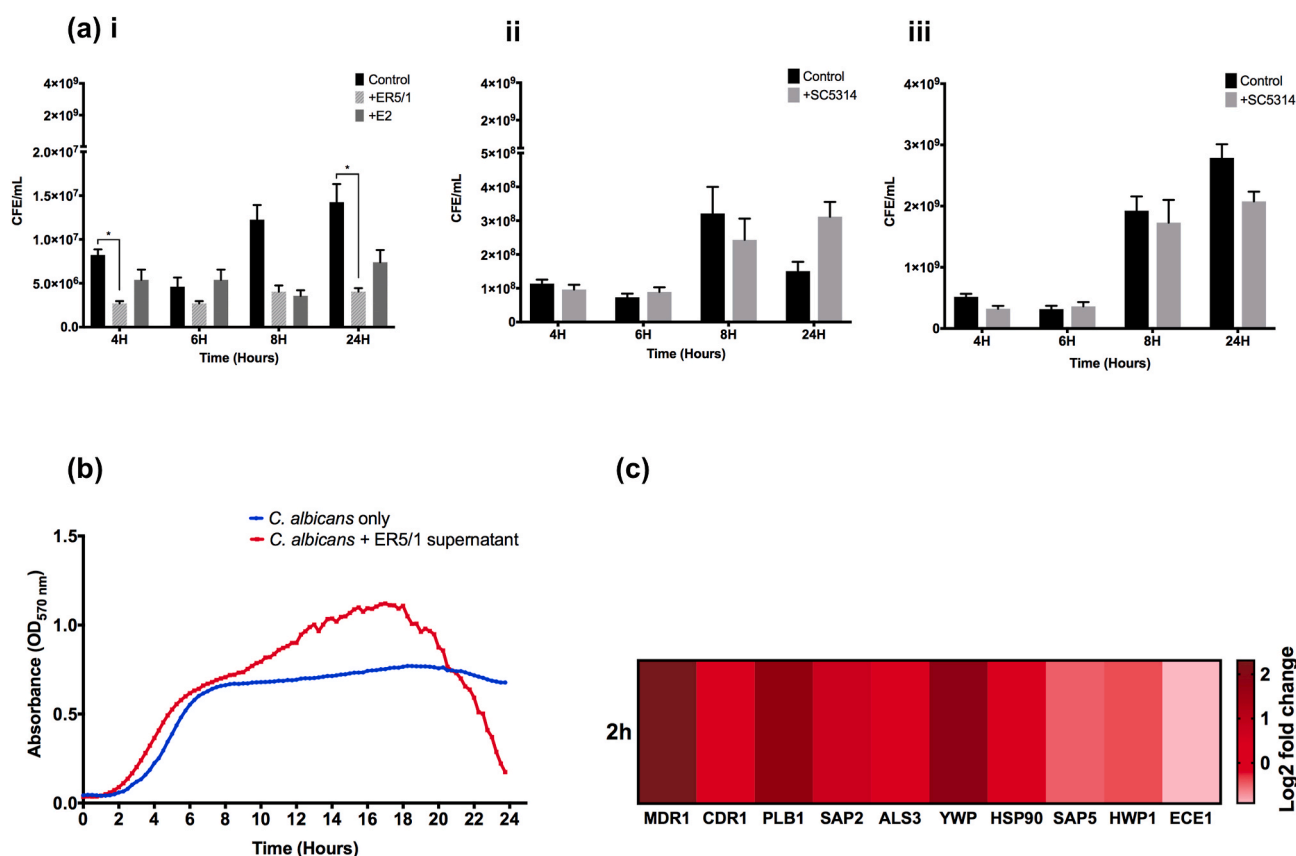 (a) i
4×10⁹
2×10⁹
2.0×10⁷
1.5×10⁷
1.0×10⁷
5.0×10⁶
0.0
CFE/mL
Control
+ER5/1
+E2
*
*
4H 6H 8H 24H
Time (Hours)
ii
4×10⁹
2×10⁹
5×10⁸
4×10⁸
3×10⁸
2×10⁸
1×10⁸
0
CFE/mL
Control
+SC5314
4H 6H 8H 24H
Time (Hours)
iii
4×10⁹
3×10⁹
2×10⁹
1×10⁹
0
CFE/mL
Control
+SC5314
4H 6H 8H 24H
Time (Hours)
(b)
C. albicans only
C. albicans + ER5/1 supernatant
1.5
1.0
0.5
0.0
Absorbance (OD₅₇₀ ₙₘ)
0 2 4 6 8 10 12 14 16 18 20 22 24
Time (Hours)
(c)
2h
MDR1 CDR1 PLB1 SAP2 ALS3 YWP HSP90 SAP5 HWP1 ECE1
2
1
0
Log2 fold change